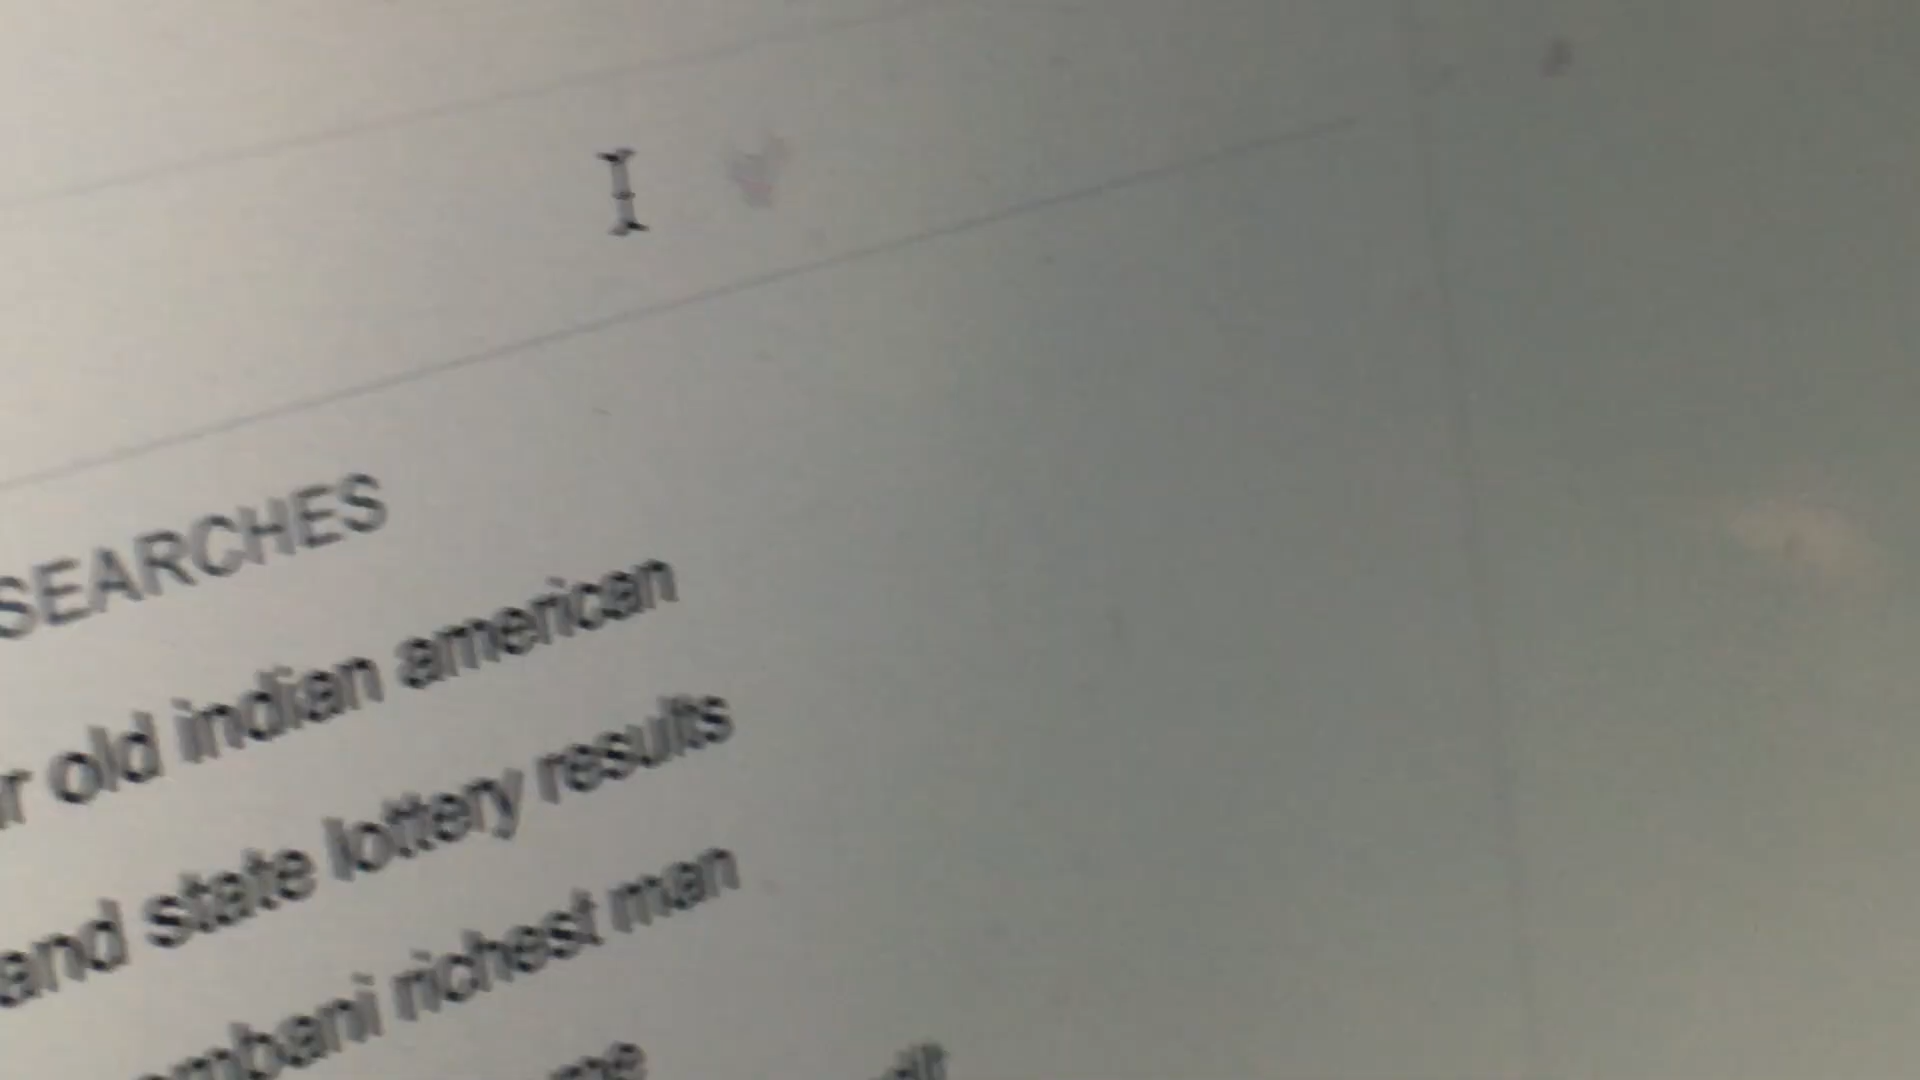 SEARCHES
r old indian american
and state lottery results
mbani richest man